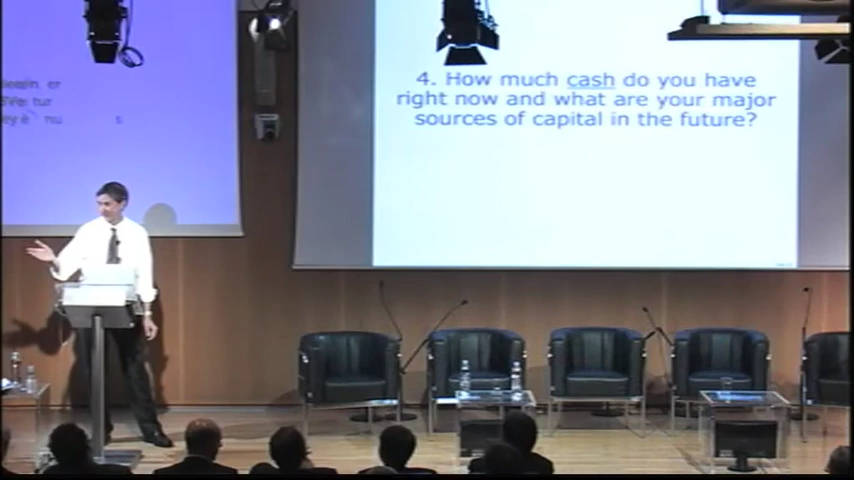 4. How much cash do you have
right now and what are your major
sources of capital in the future?